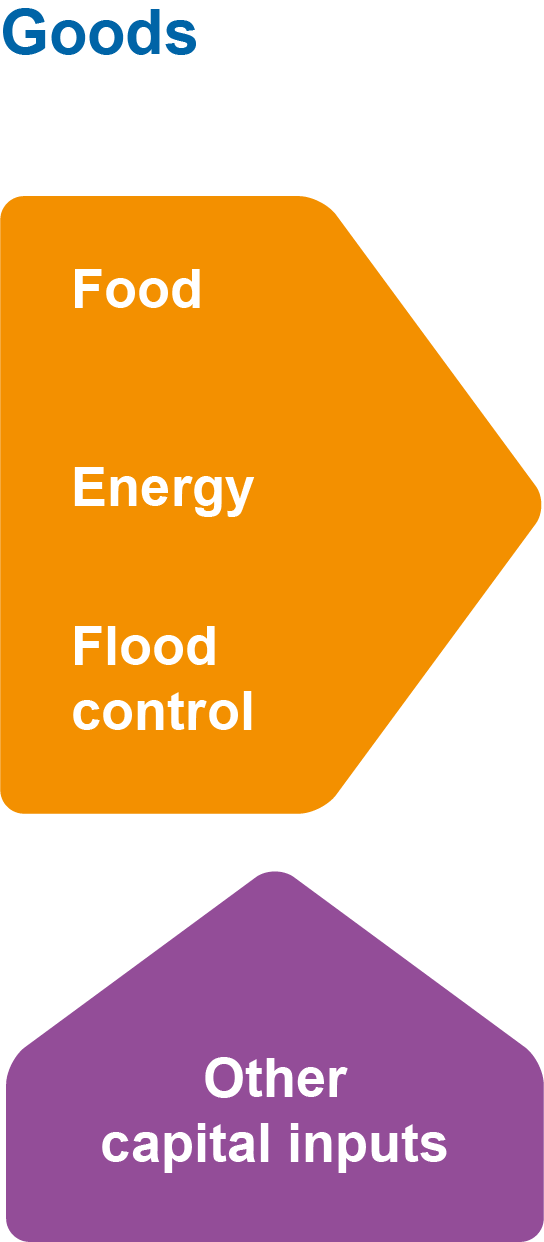 Goods
Food
Energy
Flood
control
Other
capital inputs